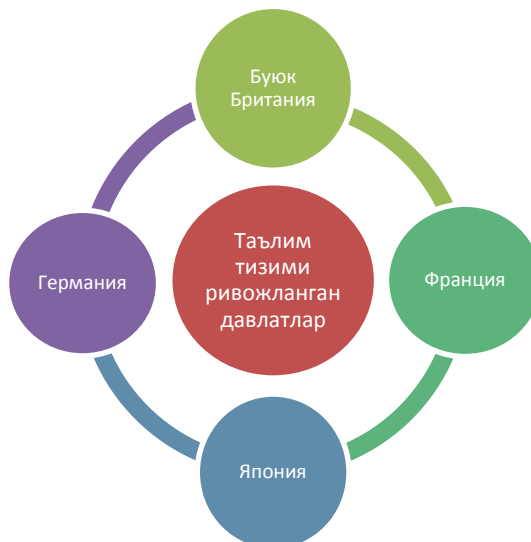 Буюк
Британия
Таълим
тизими
ривожланган
давлатлар
Германия
Франция
Япония